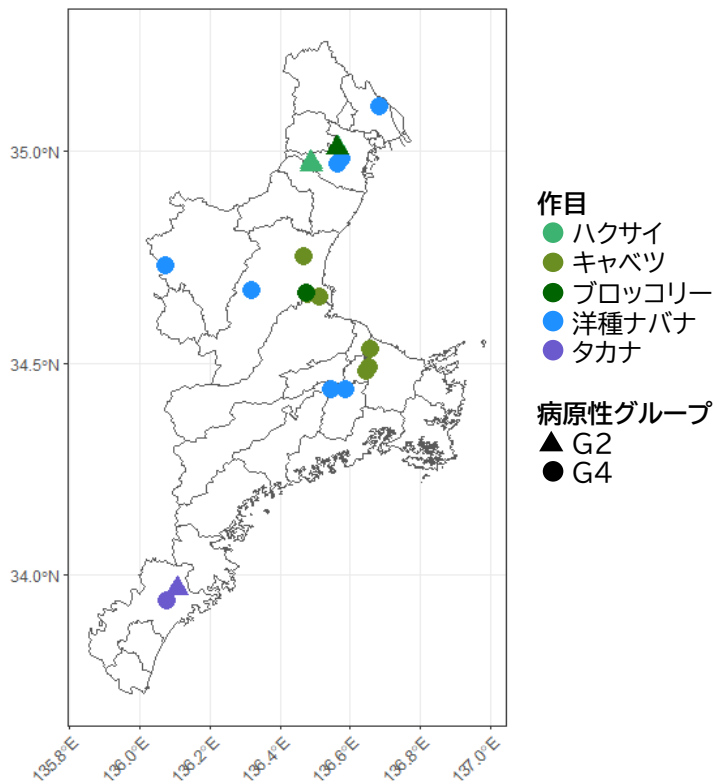 35.0°N
34.5°N
34.0°N
135.8°E
136.0°E
136.2°E
136.4°E
136.6°E
136.8°E
137.0°E
作目
ハクサイ
キャベツ
ブロッコリー
洋種ナバナ
タカナ
病原性グループ
G2
G4